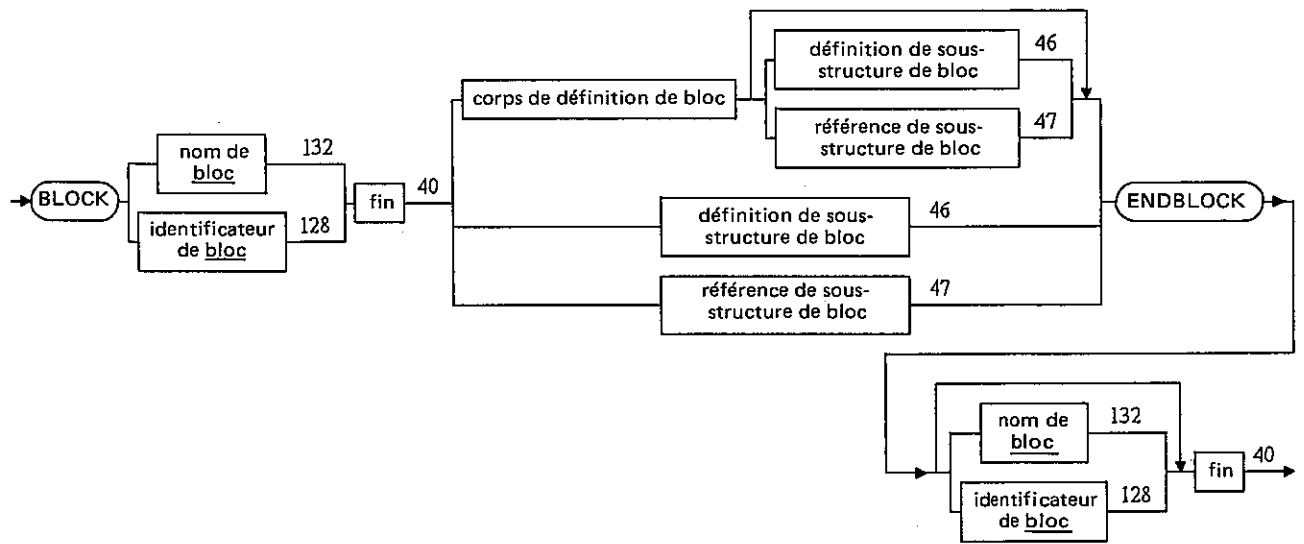 BLOCK
nom de
bloc
132
identificateur
de bloc
128
fin
40
corps de définition de bloc
définition de sous-
structure de bloc
46
référence de sous-
structure de bloc
47
définition de sous-
structure de bloc
46
référence de sous-
structure de bloc
47
ENDBLOCK
nom de
bloc
132
identificateur
de bloc
128
fin
40